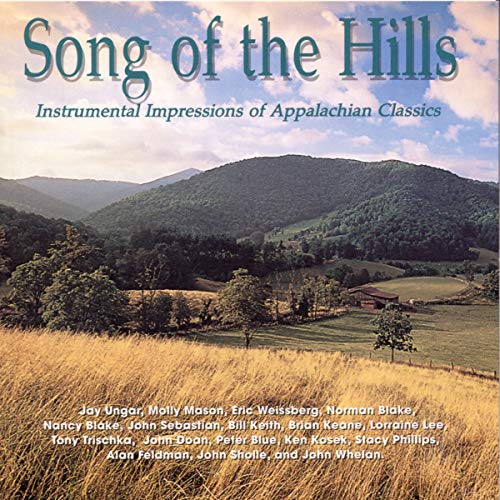 Song of the Hills
Instrumental Impressions of Appalachian Classics
Jay Ungar, Molly Mason, Eric Weissberg, Norman Blake,
Nancy Blake, John Sebastian, Bill Keith, Brian Keane, Lorraine Lee,
Tony Trischka, John Doan, Peter Blue, Ken Kosek, Stacy Phillips,
Alan Feldman, John Sholle, and John Whelan.